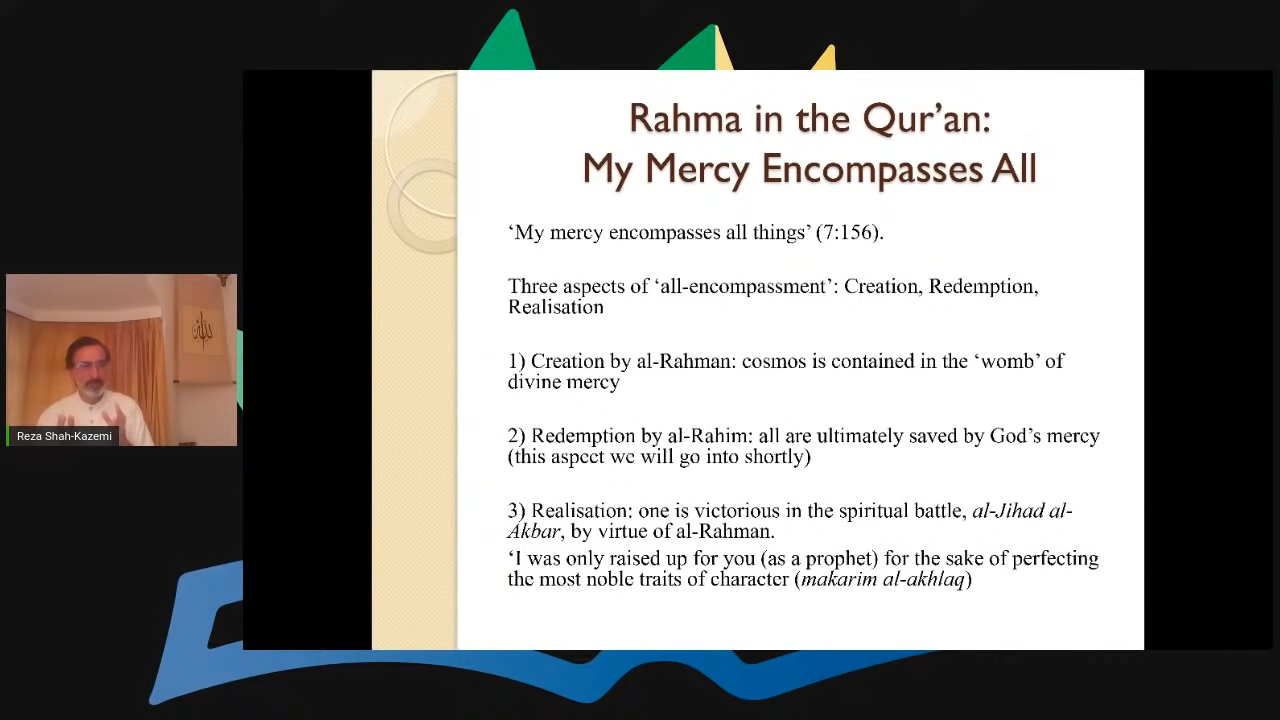 Rahma in the Qur’an:
My Mercy Encompasses All
‘My mercy encompasses all things’ (7:156).
Three aspects of ‘all-encompassment’: Creation, Redemption,
Realisation
1) Creation by al-Rahman: cosmos is contained in the ‘womb’ of
divine mercy
2) Redemption by al-Rahim: all are ultimately saved by God’s mercy
(this aspect we will go into shortly)
3) Realisation: one is victorious in the spiritual battle, al-Jihad al-
Akbar, by virtue of al-Rahman.
‘I was only raised up for you (as a prophet) for the sake of perfecting
the most noble traits of character (makarim al-akhlaq)
Reza Shah-Kazemi
الله